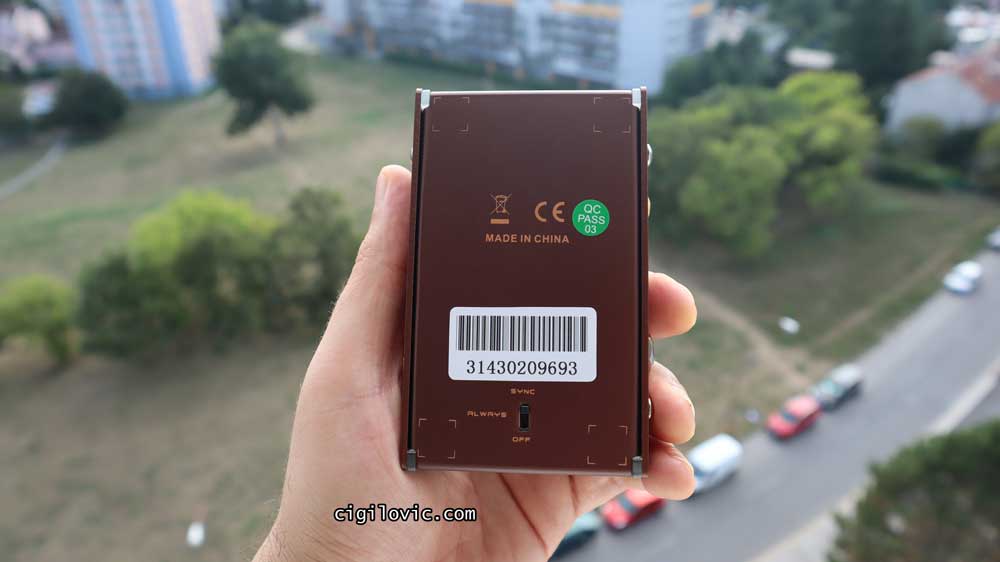 CE
QC
PASS
03
MADE IN CHINA
31430209693
SYNC
ALWAYS
OFF
cigilovic.com